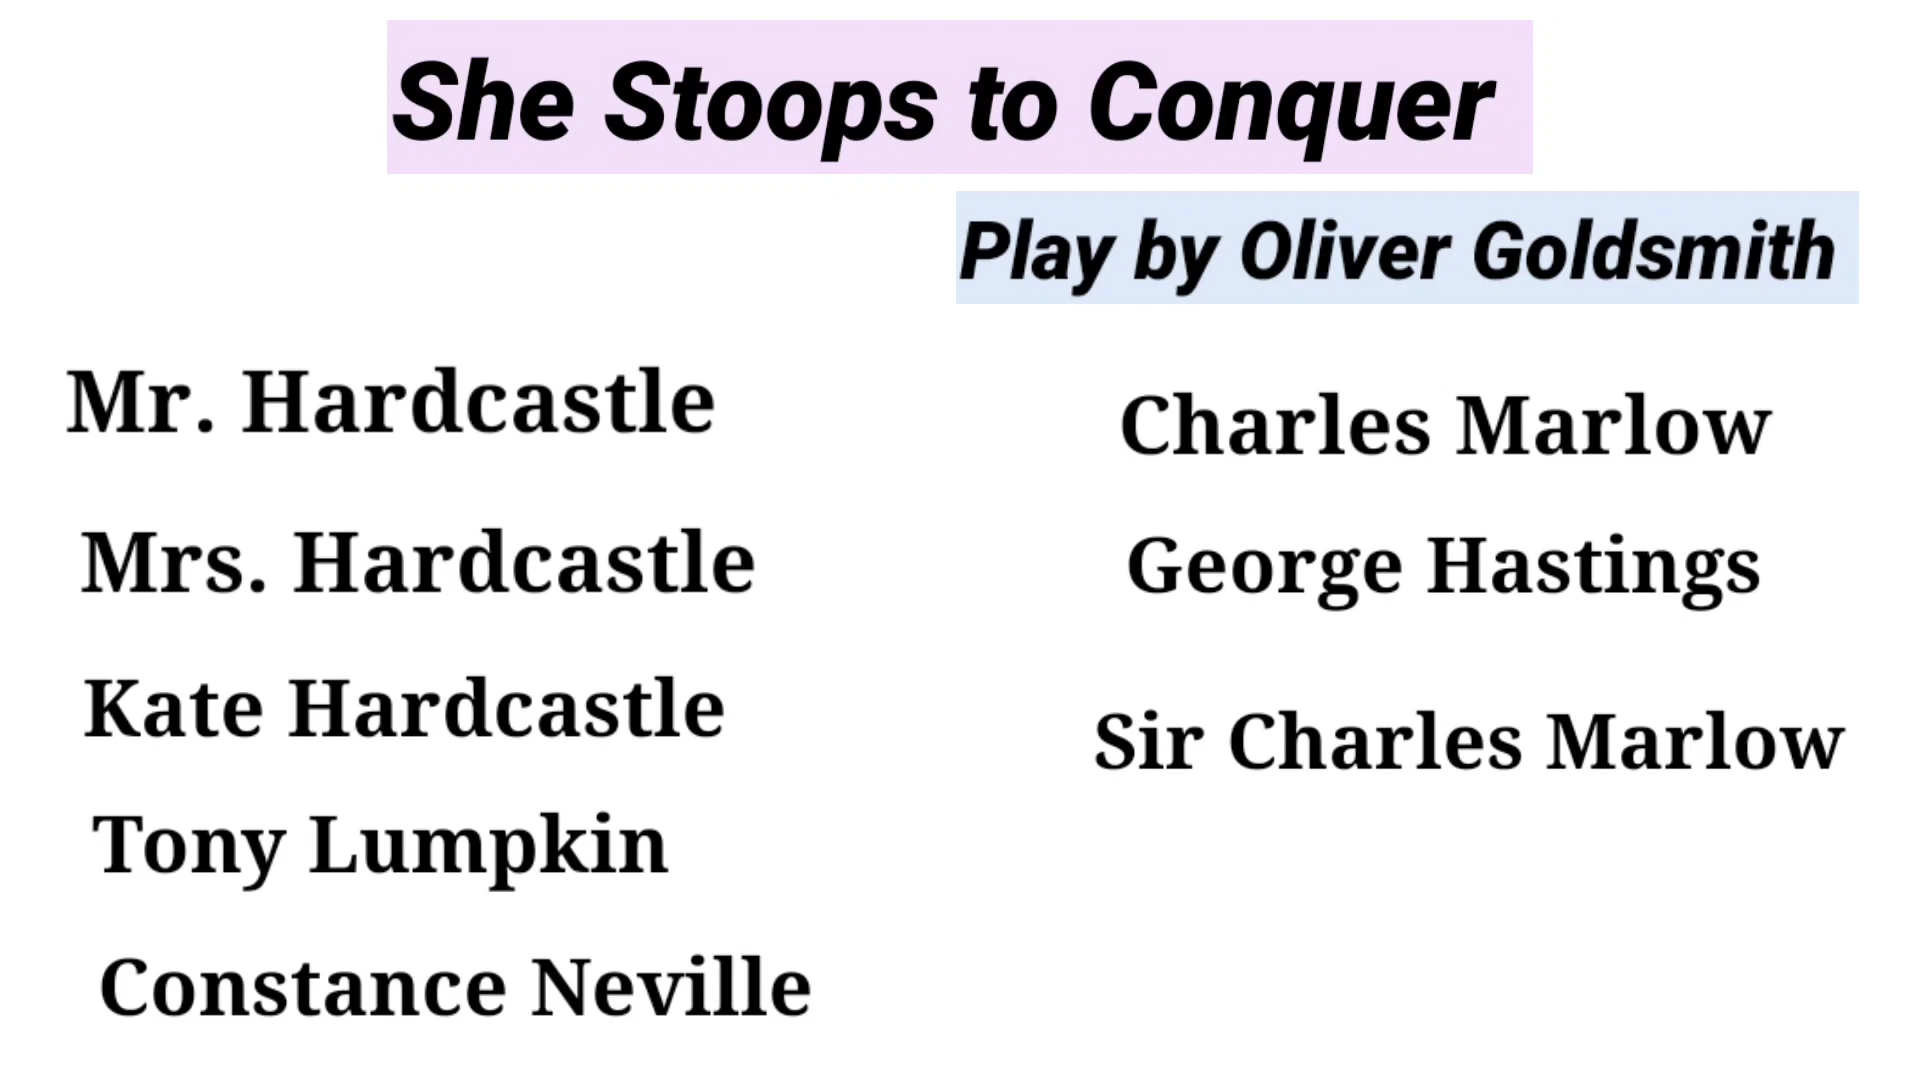 She Stoops to Conquer
Play by Oliver Goldsmith
Mr. Hardcastle
Mrs. Hardcastle
Kate Hardcastle
Tony Lumpkin
Constance Neville
Charles Marlow
George Hastings
Sir Charles Marlow